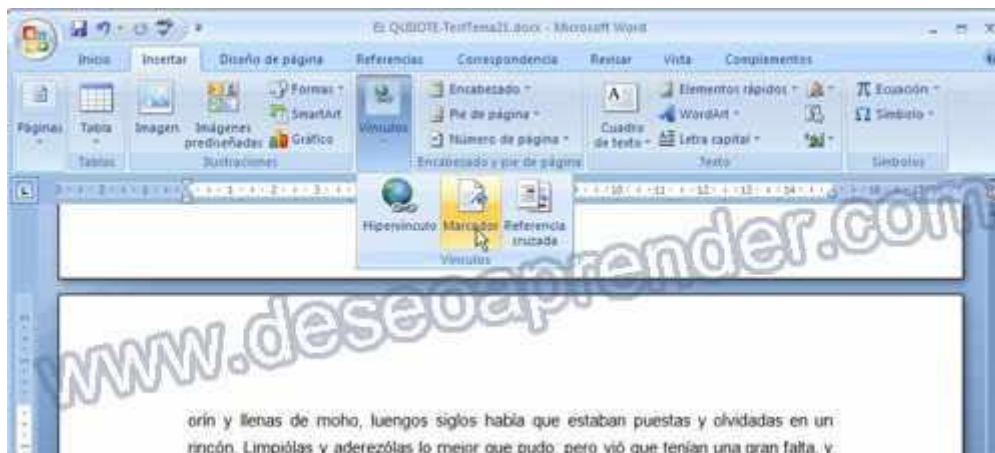 EL QUIJOTE-TestTema21.docx - Microsoft Word
Inicio Insertar Diseño de página Referencias Correspondencia Revisar Vista Complementos
Páginas
Tabla
Tablas
Imagen
Imágenes prediseñadas
Formas
SmartArt
Gráfico
Ilustraciones
Vínculos
Encabezado
Pie de página
Número de página
Encabezado y pie de página
A
Cuadro de texto
Elementos rápidos
WordArt
Letra capital
Texto
π Ecuación
Ω Símbolo
Símbolos
Hipervínculo
Marcador
Referencia cruzada
Vínculos
www.deseoaprender.com
orín y llenas de moho, luengos siglos había que estaban puestas y olvidadas en un
rincón. Limpiólas y aderezólas lo mejor que pudo, pero vió que tenían una gran falta, y